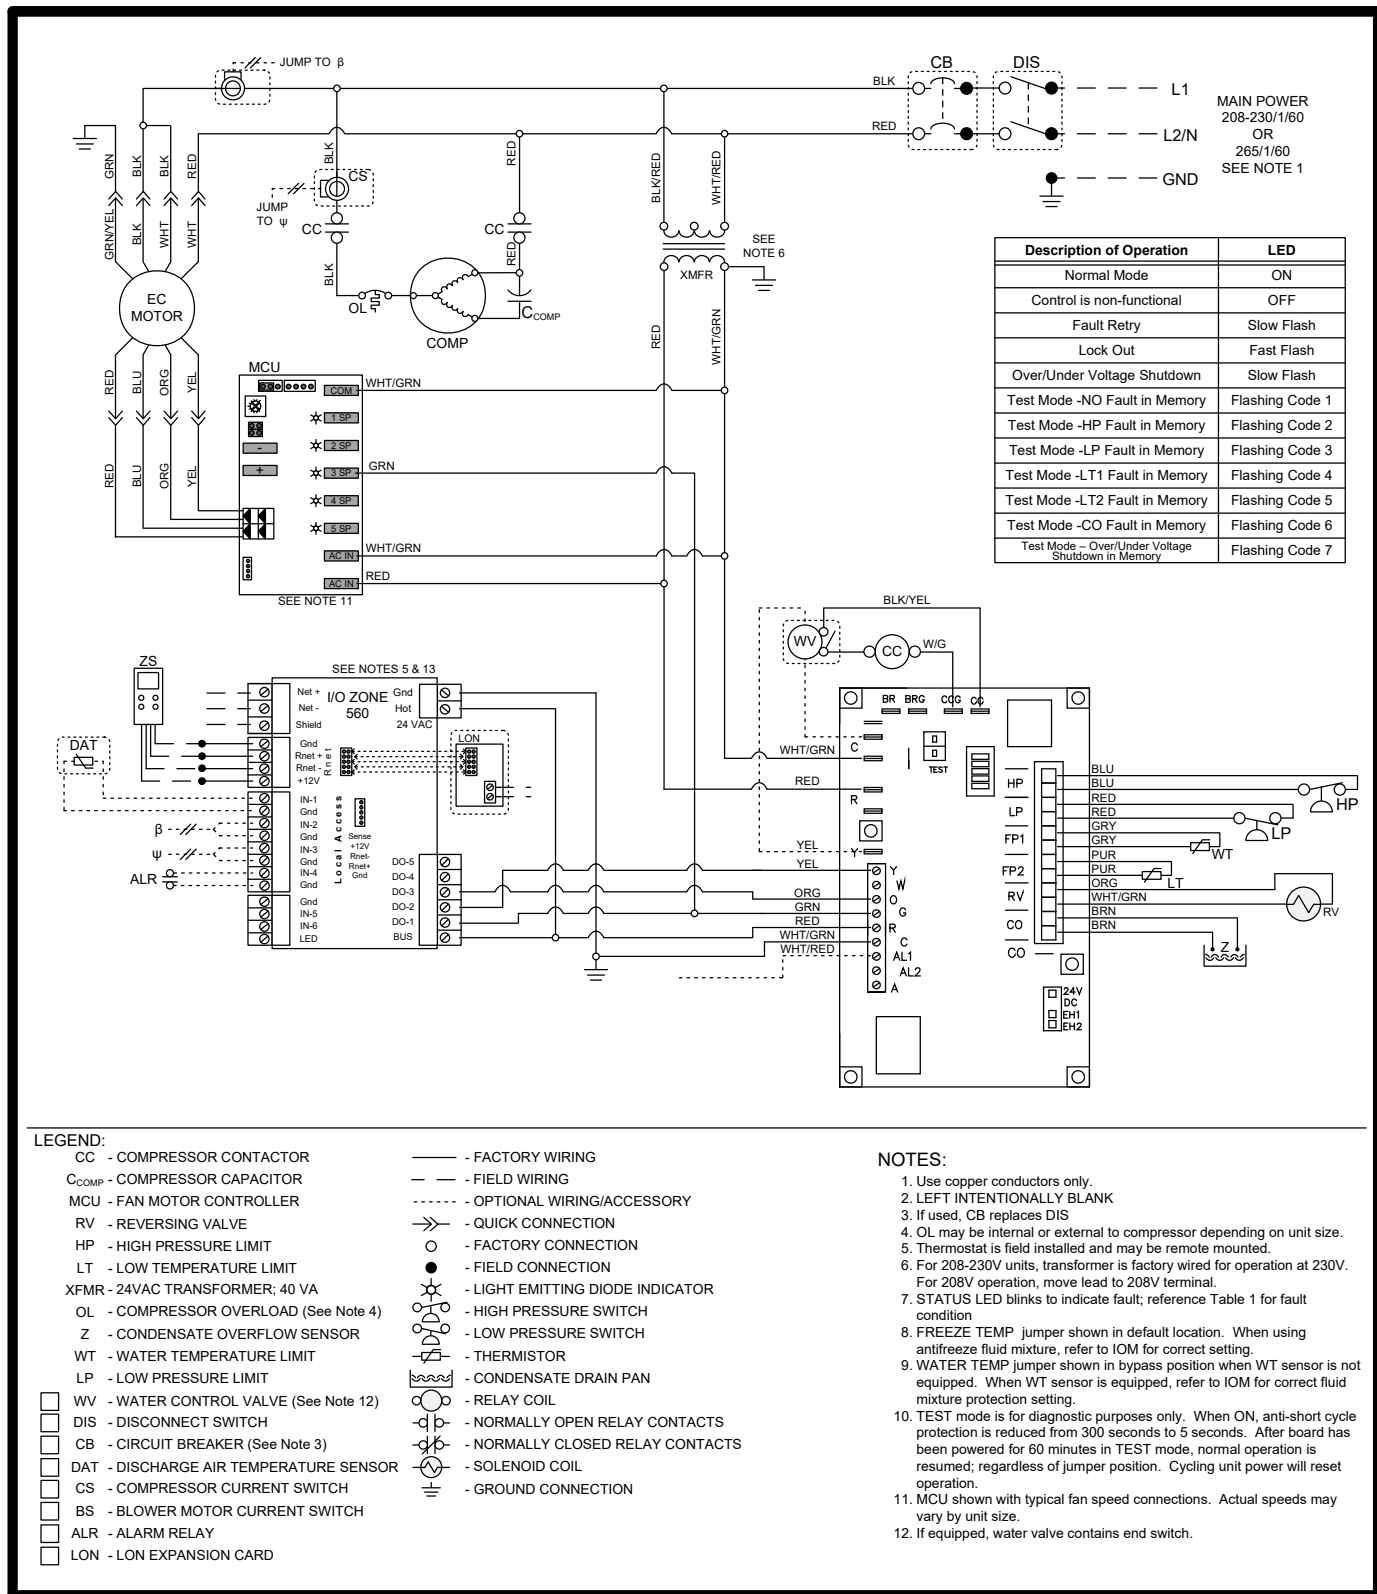 JUMP TO β
CB
DIS
BLK
L1
RED
L2/N
GND
MAIN POWER
208-230/1/60
OR
265/1/60
SEE NOTE 1
GRN
BLK
BLK
RED
GRN/YEL
BLK
WHT
WHT
EC
MOTOR
RED
BLU
ORG
YEL
RED
BLU
ORG
YEL
BLK
CS
JUMP
TO ψ
CC
BLK
OL
COMP
RED
CC
RED
CCOMP
BLK/RED
WHT/RED
SEE
NOTE 6
XMFR
RED
WHT/GRN
Description of Operation LED
Normal Mode ON
Control is non-functional OFF
Fault Retry Slow Flash
Lock Out Fast Flash
Over/Under Voltage Shutdown Slow Flash
Test Mode -NO Fault in Memory Flashing Code 1
Test Mode -HP Fault in Memory Flashing Code 2
Test Mode -LP Fault in Memory Flashing Code 3
Test Mode -LT1 Fault in Memory Flashing Code 4
Test Mode -LT2 Fault in Memory Flashing Code 5
Test Mode -CO Fault in Memory Flashing Code 6
Test Mode – Over/Under Voltage
Shutdown in Memory Flashing Code 7
MCU
COM
WHT/GRN
1 SP
2 SP
-
3 SP
GRN
+
4 SP
5 SP
AC IN
WHT/GRN
AC IN
RED
SEE NOTE 11
ZS
SEE NOTES 5 & 13
I/O ZONE
560
Net +
Net -
Shield
Gnd
Hot
24 VAC
Gnd
Rnet +
Rnet -
+12V
Rnet
LON
DAT
IN-1
Gnd
IN-2
Gnd
IN-3
Gnd
IN-4
Gnd
β
ψ
ALR
Local Access
Sense
+12V
Rnet-
Rnet+
Gnd
Gnd
IN-5
IN-6
LED
DO-5
DO-4
DO-3
DO-2
DO-1
BUS
BLK/YEL
WV
CC
W/G
BR
BRG
CCG
CC
C
WHT/GRN
TEST
RED
R
YEL
Y
YEL
Y
W
ORG
O
GRN
G
RED
R
WHT/GRN
C
WHT/RED
AL1
AL2
A
HP
LP
FP1
FP2
RV
CO
CO
24V
DC
EH1
EH2
BLU
BLU
HP
RED
RED
LP
GRY
GRY
WT
PUR
PUR
LT
ORG
WHT/GRN
RV
BRN
BRN
Z
LEGEND:
CC - COMPRESSOR CONTACTOR
CCOMP - COMPRESSOR CAPACITOR
MCU - FAN MOTOR CONTROLLER
RV - REVERSING VALVE
HP - HIGH PRESSURE LIMIT
LT - LOW TEMPERATURE LIMIT
XFMR - 24VAC TRANSFORMER; 40 VA
OL - COMPRESSOR OVERLOAD (See Note 4)
Z - CONDENSATE OVERFLOW SENSOR
WT - WATER TEMPERATURE LIMIT
LP - LOW PRESSURE LIMIT
WV - WATER CONTROL VALVE (See Note 12)
DIS - DISCONNECT SWITCH
CB - CIRCUIT BREAKER (See Note 3)
DAT - DISCHARGE AIR TEMPERATURE SENSOR
CS - COMPRESSOR CURRENT SWITCH
BS - BLOWER MOTOR CURRENT SWITCH
ALR - ALARM RELAY
LON - LON EXPANSION CARD
- FACTORY WIRING
- FIELD WIRING
- OPTIONAL WIRING/ACCESSORY
- QUICK CONNECTION
- FACTORY CONNECTION
- FIELD CONNECTION
- LIGHT EMITTING DIODE INDICATOR
- HIGH PRESSURE SWITCH
- LOW PRESSURE SWITCH
- THERMISTOR
- CONDENSATE DRAIN PAN
- RELAY COIL
- NORMALLY OPEN RELAY CONTACTS
- NORMALLY CLOSED RELAY CONTACTS
- SOLENOID COIL
- GROUND CONNECTION
NOTES:
1. Use copper conductors only.
2. LEFT INTENTIONALLY BLANK
3. If used, CB replaces DIS
4. OL may be internal or external to compressor depending on unit size.
5. Thermostat is field installed and may be remote mounted.
6. For 208-230V units, transformer is factory wired for operation at 230V.
For 208V operation, move lead to 208V terminal.
7. STATUS LED blinks to indicate fault; reference Table 1 for fault
condition
8. FREEZE TEMP jumper shown in default location. When using
antifreeze fluid mixture, refer to IOM for correct setting.
9. WATER TEMP jumper shown in bypass position when WT sensor is not
equipped. When WT sensor is equipped, refer to IOM for correct fluid
mixture protection setting.
10. TEST mode is for diagnostic purposes only. When ON, anti-short cycle
protection is reduced from 300 seconds to 5 seconds. After board has
been powered for 60 minutes in TEST mode, normal operation is
resumed; regardless of jumper position. Cycling unit power will reset
operation.
11. MCU shown with typical fan speed connections. Actual speeds may
vary by unit size.
12. If equipped, water valve contains end switch.